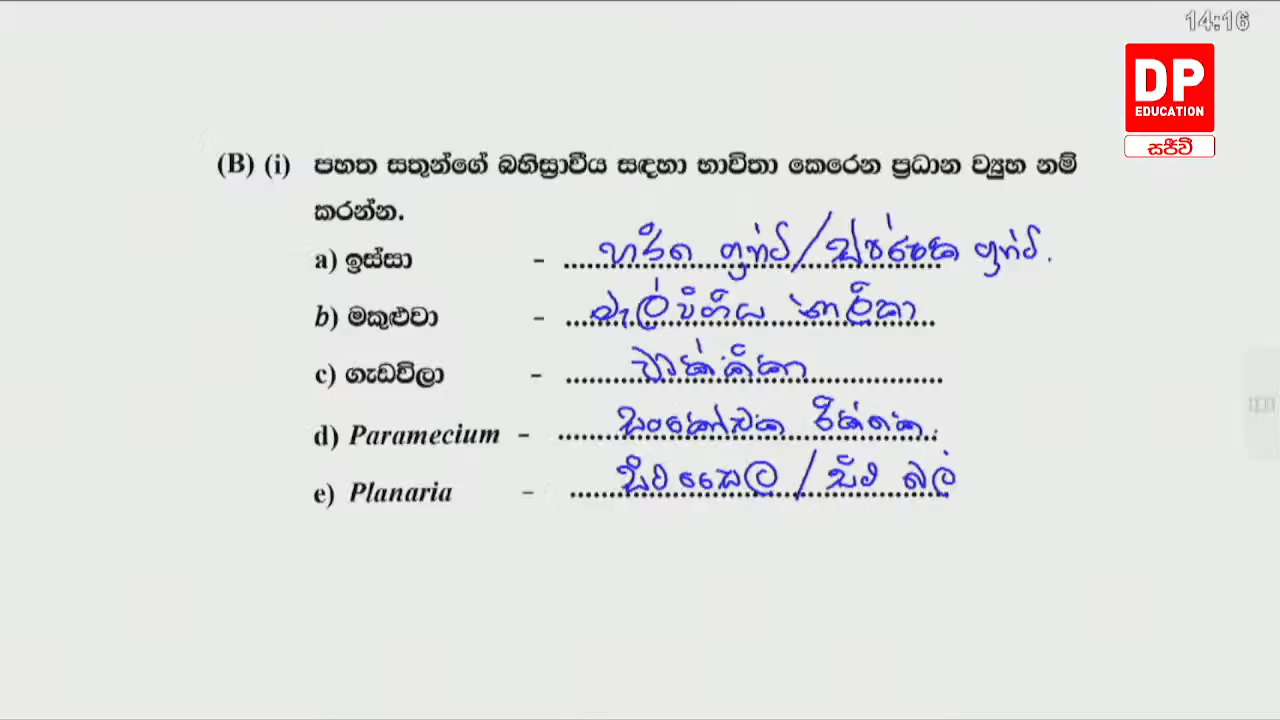 14:16
DP
EDUCATION
සජීවී
(B) (i) පහත සතුන්ගේ බහිස්‍රාවීය සඳහා භාවිතා කෙරෙන ප්‍රධාන ව්‍යුහ නම්
කරන්න.
a) ඉස්සා - හරිත ග්‍රන්ථි / ස්පර්ශක ග්‍රන්ථි.
b) මකුළුවා - මැල්පීගීය නාලිකා
c) ගැඩවිලා - වෘක්කිකා
d) Paramecium - සංකෝචක රික්තක.
e) Planaria - සිළු සෛල / සිළු බල්